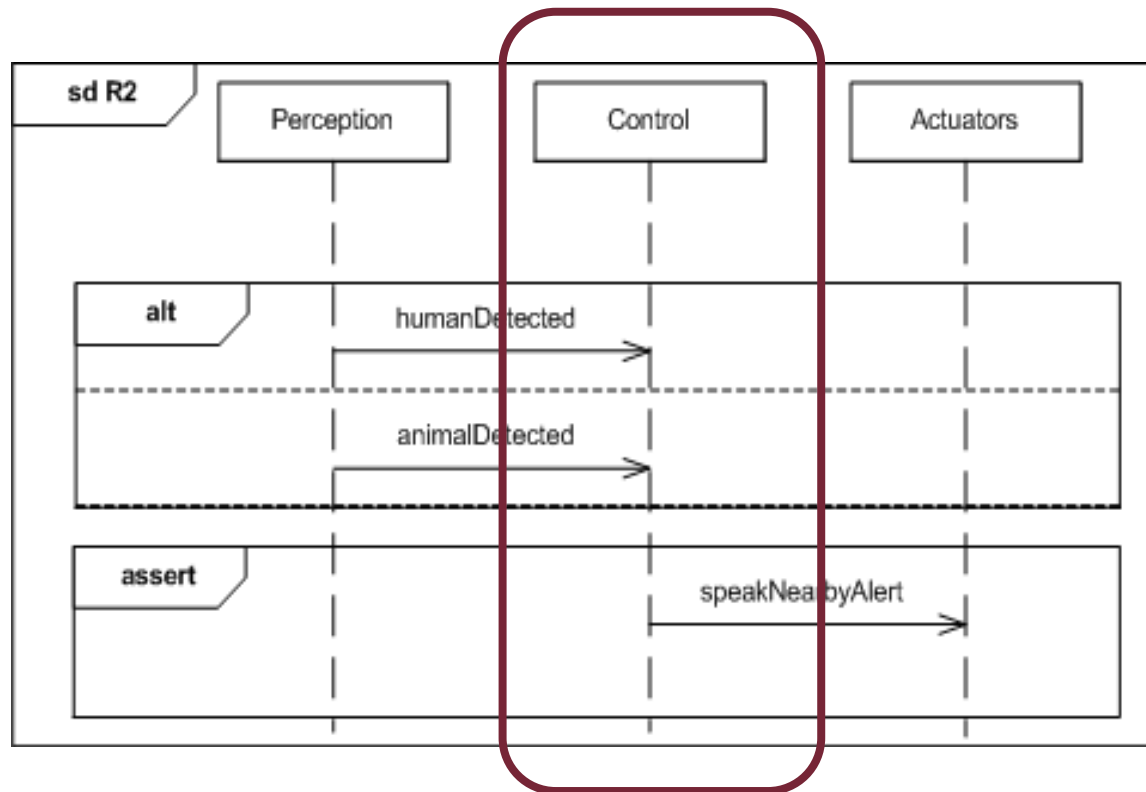 sd R2
Perception
Control
Actuators
alt
humanDetected
animalDetected
assert
speakNearbyAlert